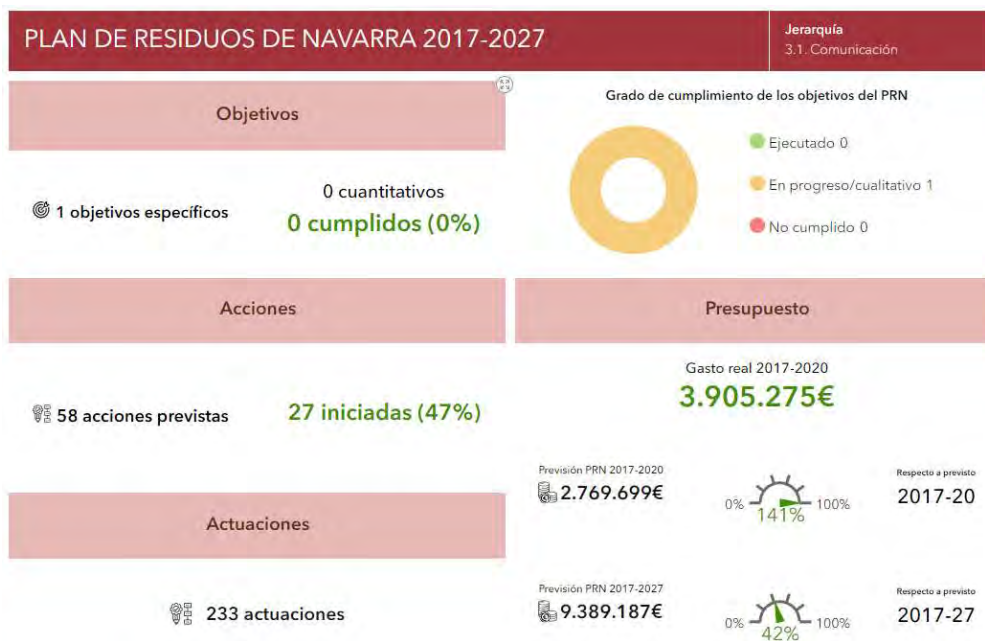 PLAN DE RESIDUOS DE NAVARRA 2017-2027
Jerarquía
3.1. Comunicación
Objetivos
1 objetivos específicos
0 cuantitativos
0 cumplidos (0%)
Grado de cumplimiento de los objetivos del PRN
Ejecutado 0
En progreso/cualitativo 1
No cumplido 0
Acciones
58 acciones previstas
27 iniciadas (47%)
Presupuesto
Gasto real 2017-2020
3.905.275€
Previsión PRN 2017-2020
2.769.699€
0%
141%
100%
Respecto a previsto
2017-20
Actuaciones
233 actuaciones
Previsión PRN 2017-2027
9.389.187€
0%
42%
100%
Respecto a previsto
2017-27